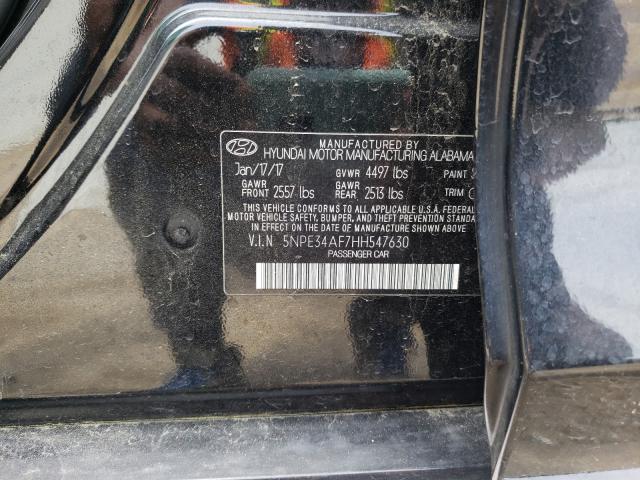 MANUFACTURED BY
HYUNDAI MOTOR MANUFACTURING ALABAMA
Jan/17/17 GVWR 4497 lbs PAINT
GAWR FRONT 2557 lbs GAWR REAR 2513 lbs TRIM
THIS VEHICLE CONFORMS TO ALL APPLICABLE U.S.A. FEDERAL
MOTOR VEHICLE SAFETY, BUMPER, AND THEFT PREVENTION
IN EFFECT ON THE DATE OF MANUFACTURE SHOWN ABOVE.
V.I.N 5NPE34AF7HH547630
PASSENGER CAR